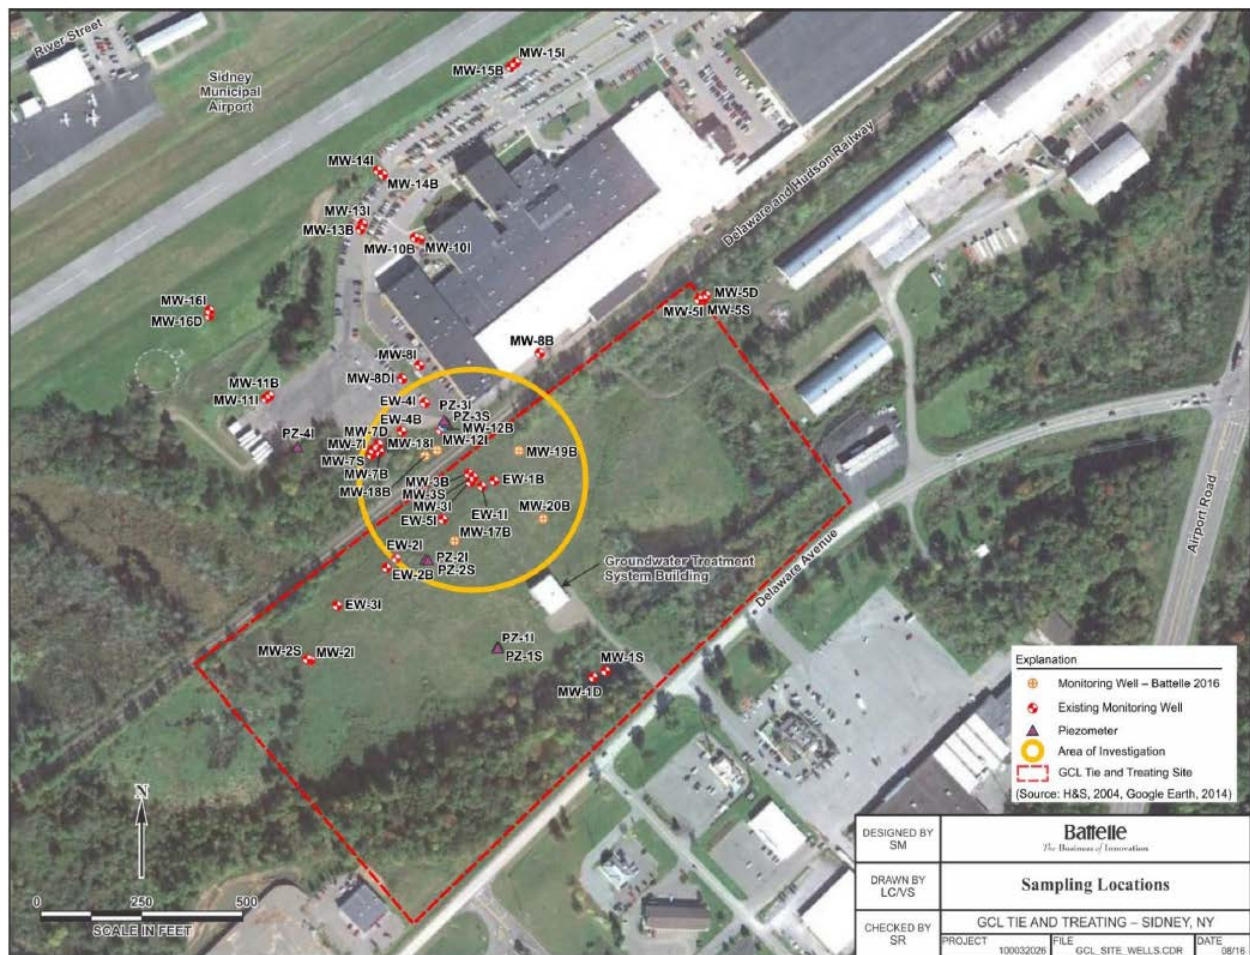 River Street
Sidney
Municipal
Airport
MW-15I
MW-15B
Delaware and Hudson Railway
MW-14I
MW-14B
MW-13I
MW-13B
MW-10B
MW-10I
MW-16I
MW-16D
MW-5D
MW-5I
MW-5S
MW-8B
MW-8I
MW-8DI
MW-11B
MW-11I
EW-4I
PZ-3I
PZ-3S
EW-4B
MW-12B
MW-7D
MW-12I
MW-18I
MW-7I
PZ-4I
MW-19B
MW-7S
MW-7B
MW-3B
EW-1B
MW-18B
MW-3S
MW-3I
EW-1I
MW-20B
EW-5I
MW-17B
EW-2I
PZ-2I
PZ-2S
EW-2B
Groundwater Treatment
System Building
Delaware Avenue
Airport Road
EW-3I
PZ-1I
PZ-1S
MW-2S
MW-2I
MW-1S
MW-1D
Explanation
Monitoring Well – Battelle 2016
Existing Monitoring Well
Piezometer
Area of Investigation
GCL Tie and Treating Site
(Source: H&S, 2004, Google Earth, 2014)
N
0 250 500
SCALE IN FEET
DESIGNED BY
SM
Battelle
The Business of Innovation
DRAWN BY
LC/VS
Sampling Locations
CHECKED BY
SR
GCL TIE AND TREATING – SIDNEY, NY
PROJECT 100032026
FILE GCL_SITE_WELLS.CDR
DATE 08/16